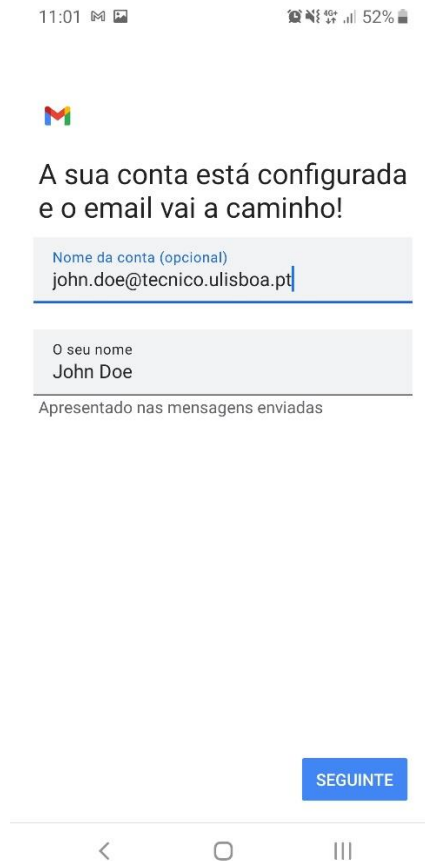 11:01 52%
4G+
A sua conta está configurada
e o email vai a caminho!
Nome da conta (opcional)
john.doe@tecnico.ulisboa.pt
O seu nome
John Doe
Apresentado nas mensagens enviadas
SEGUINTE